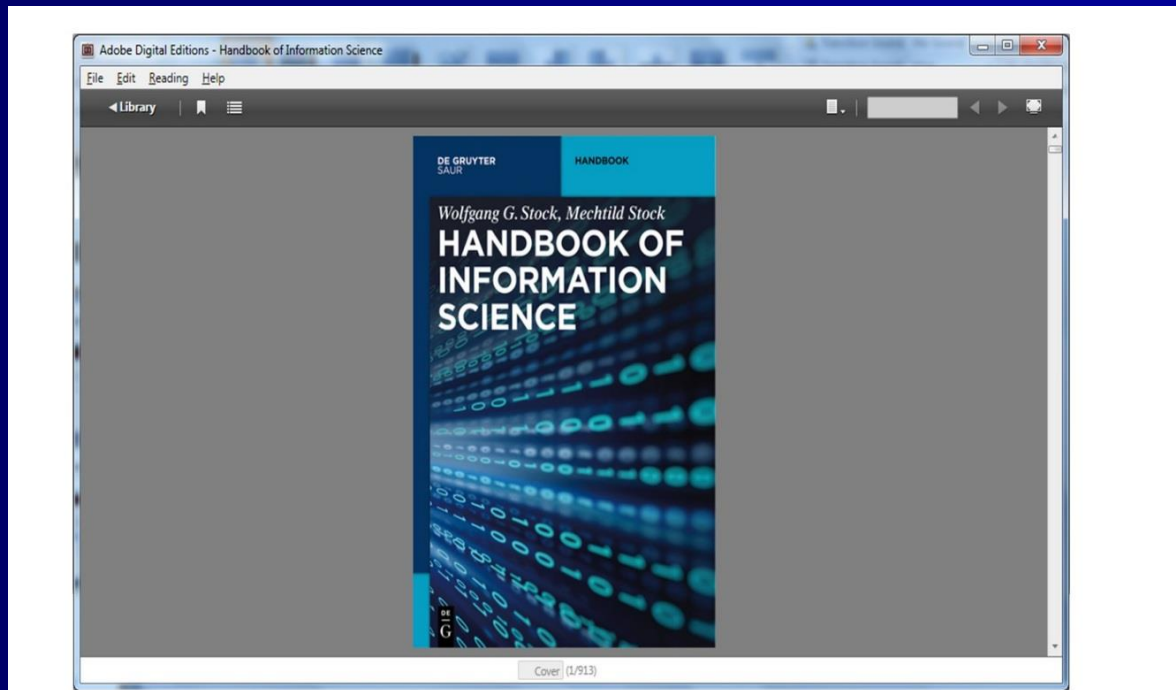 Adobe Digital Editions - Handbook of Information Science
File Edit Reading Help
Library
DE GRUYTER
SAUR
HANDBOOK
Wolfgang G. Stock, Mechtild Stock
HANDBOOK OF
INFORMATION
SCIENCE
DE
G
Cover (1/913)